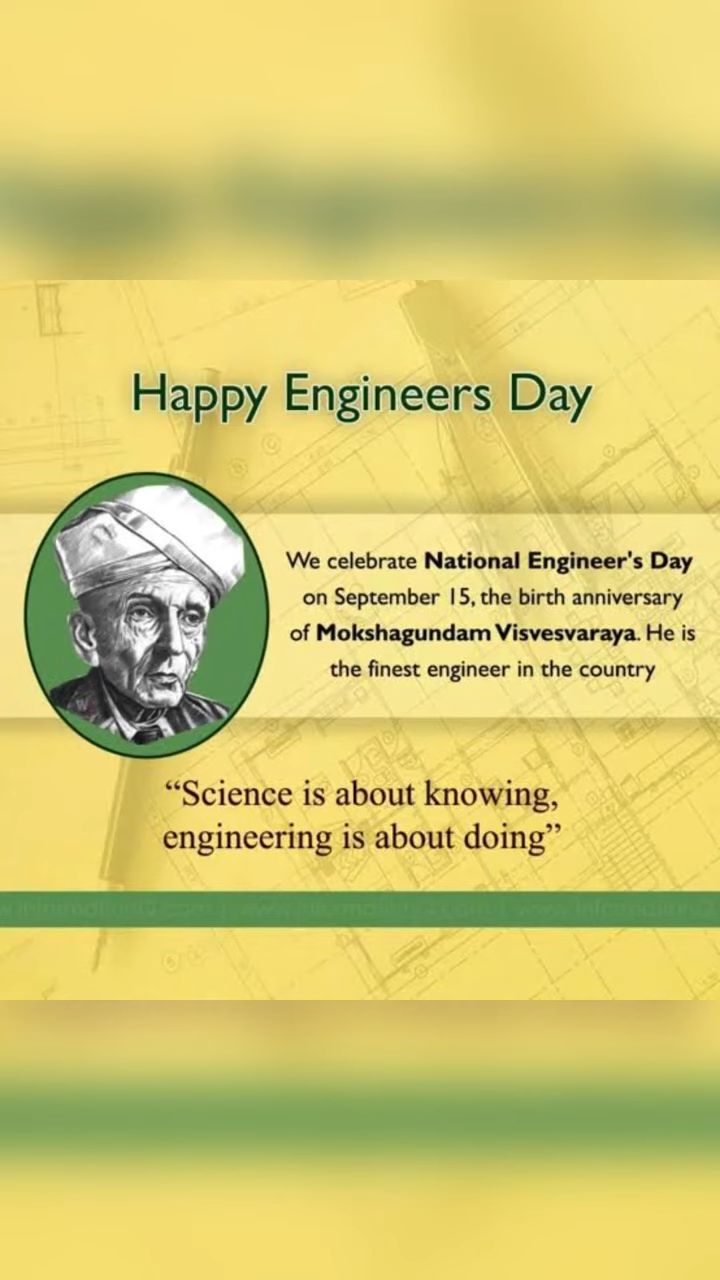 Happy Engineers Day
We celebrate National Engineer's Day
on September 15, the birth anniversary
of Mokshagundam Visvesvaraya. He is
the finest engineer in the country
“Science is about knowing,
engineering is about doing”